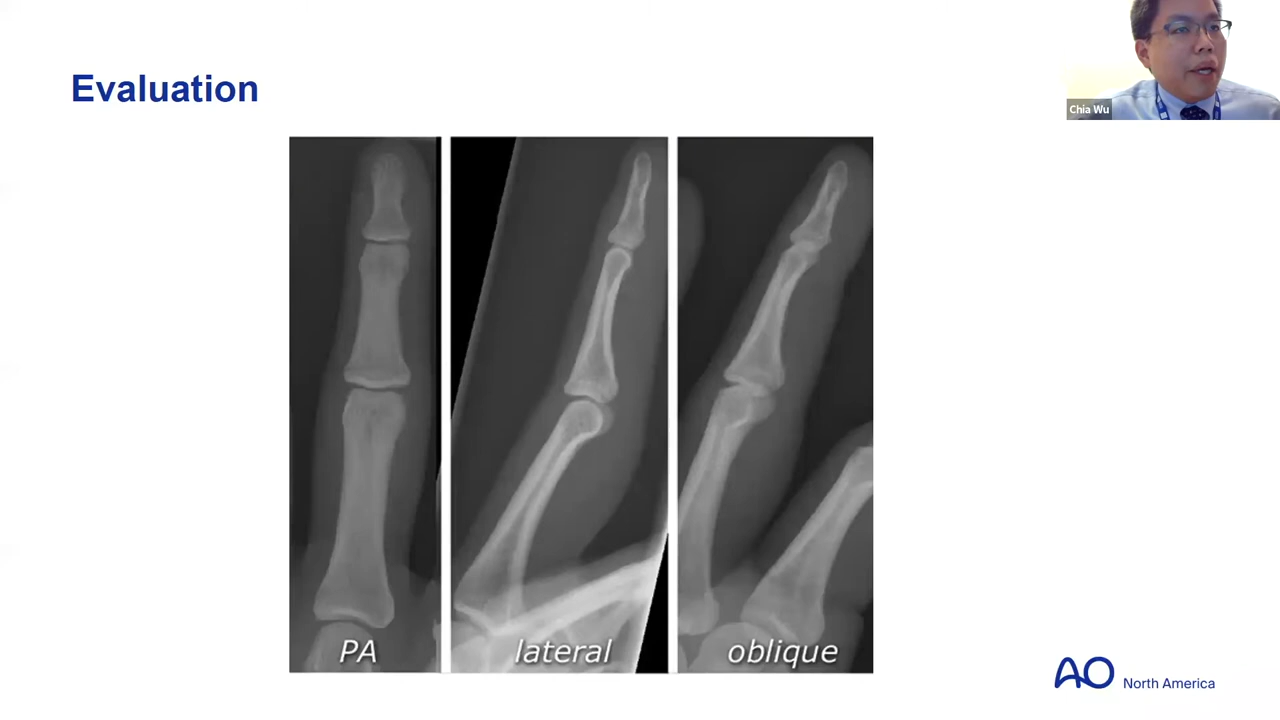 Evaluation
Chia Wu
PA
lateral
oblique
AO North America